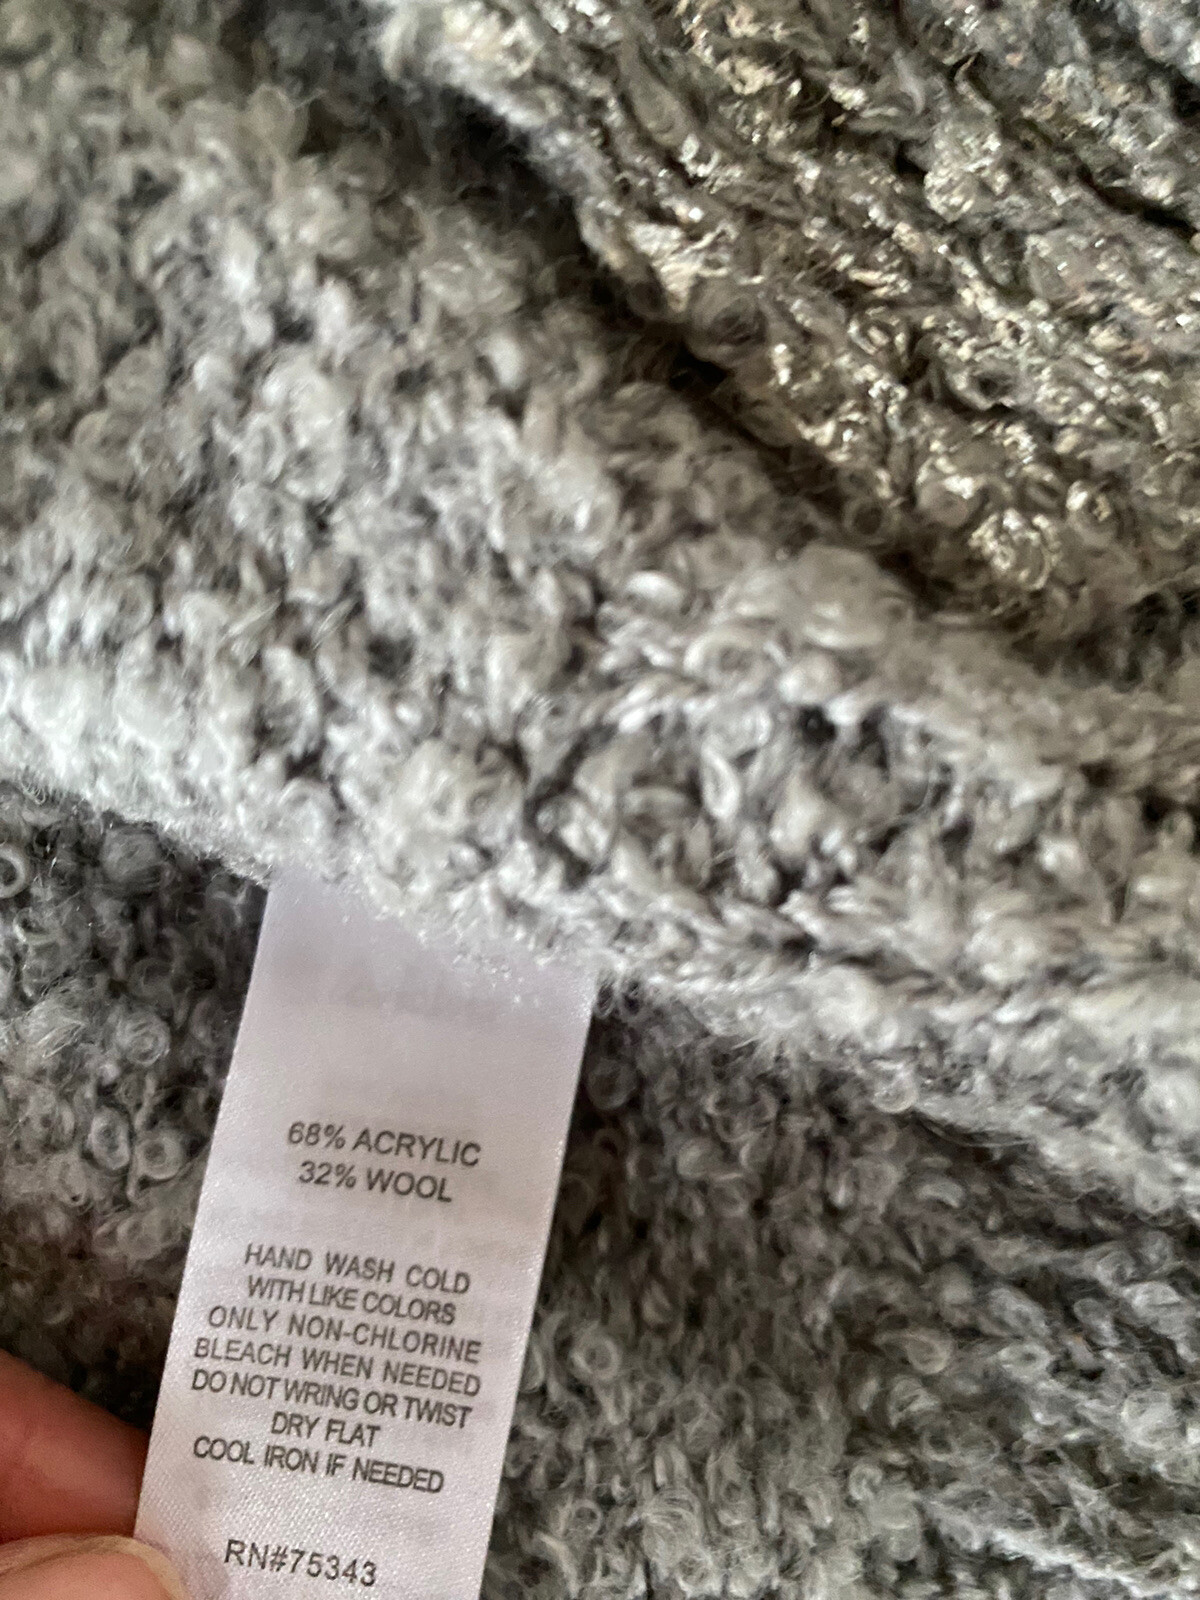 68% ACRYLIC
32% WOOL
HAND WASH COLD
WITH LIKE COLORS
ONLY NON-CHLORINE
BLEACH WHEN NEEDED
DO NOT WRING OR TWIST
DRY FLAT
COOL IRON IF NEEDED
RN#75343